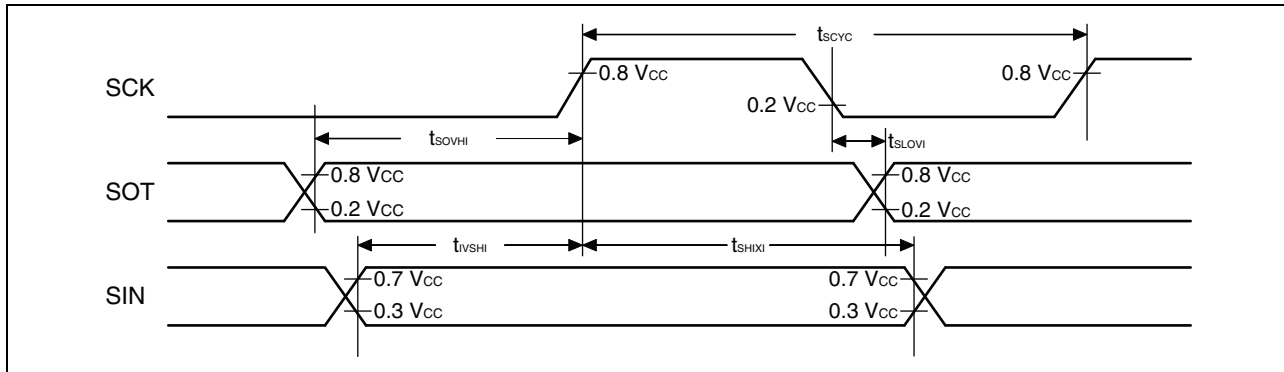 tSCYC
SCK
0.8 VCC
0.8 VCC
0.2 VCC
tSOVHI
tSLOVI
SOT
0.8 VCC
0.8 VCC
0.2 VCC
0.2 VCC
tIVSHI
tSHIXI
SIN
0.7 VCC
0.7 VCC
0.3 VCC
0.3 VCC